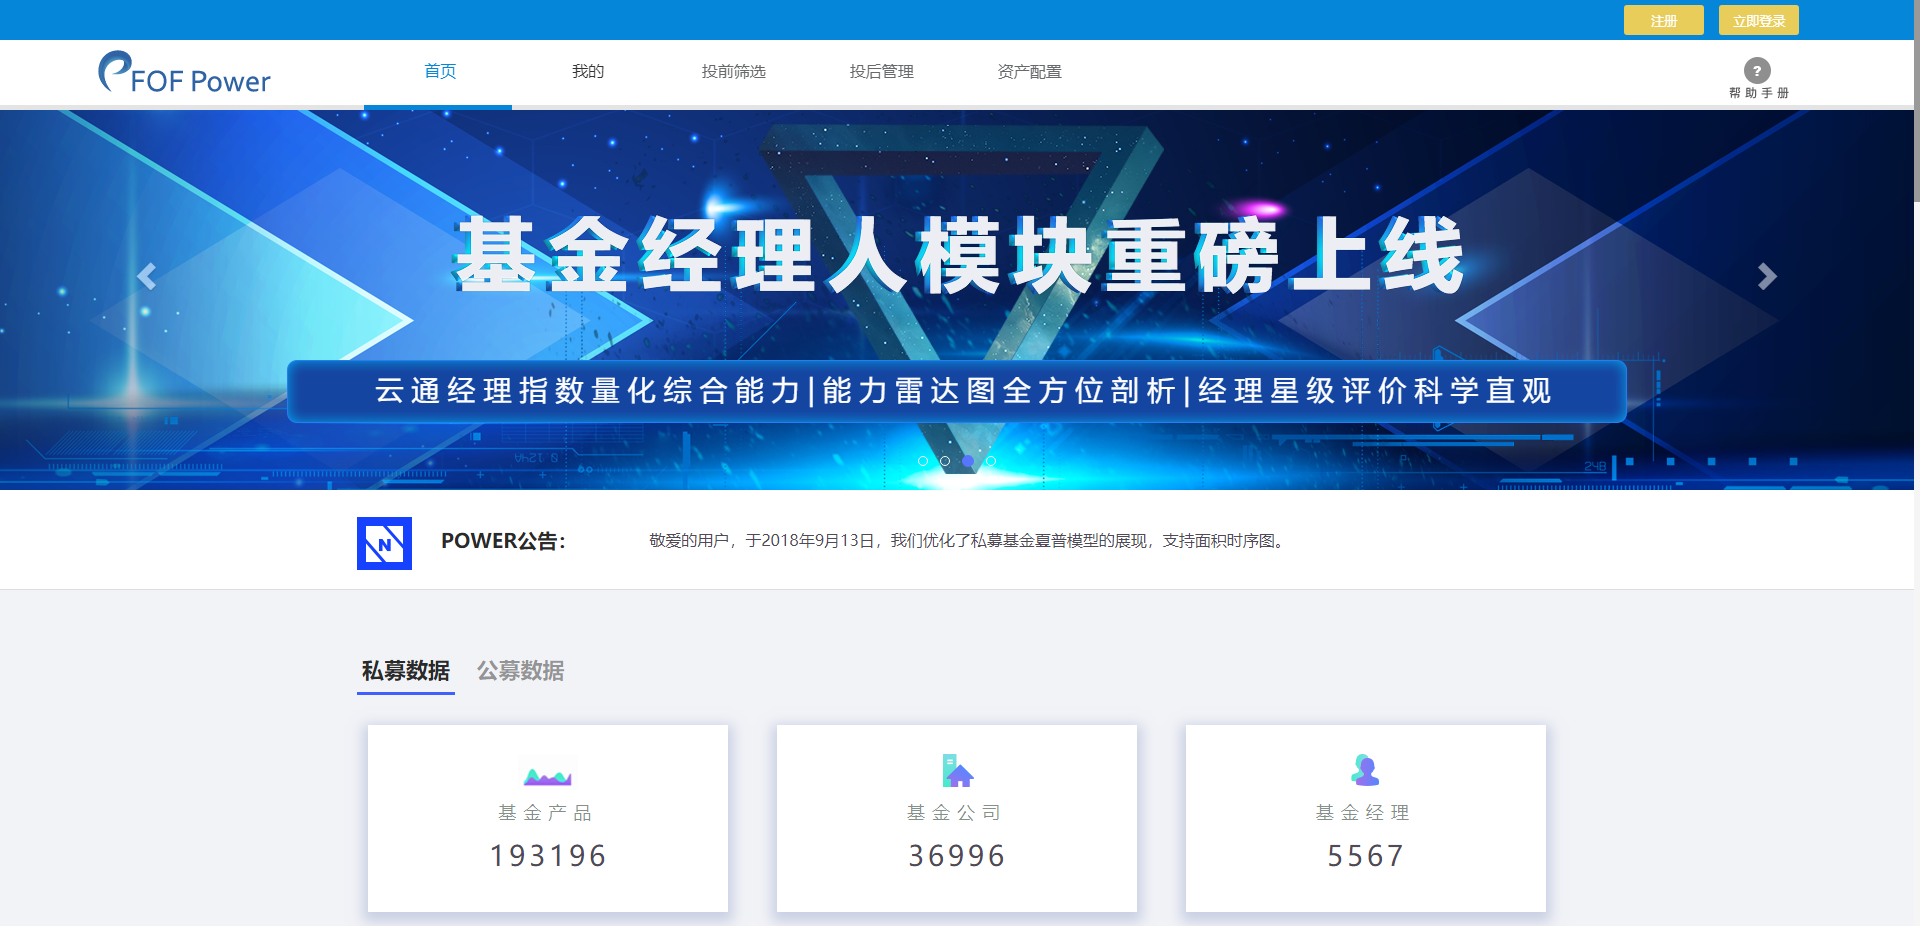 注册 立即登录
FOF Power 首页 我的 投前筛选 投后管理 资产配置 ?
帮助手册
基金经理人模块重磅上线
云通经理指数量化综合能力|能力雷达图全方位剖析|经理星级评价科学直观
N POWER公告： 敬爱的用户，于2018年9月13日，我们优化了私募基金夏普模型的展现，支持面积时序图。
私募数据 公募数据
基金产品 基金公司 基金经理
193196 36996 5567